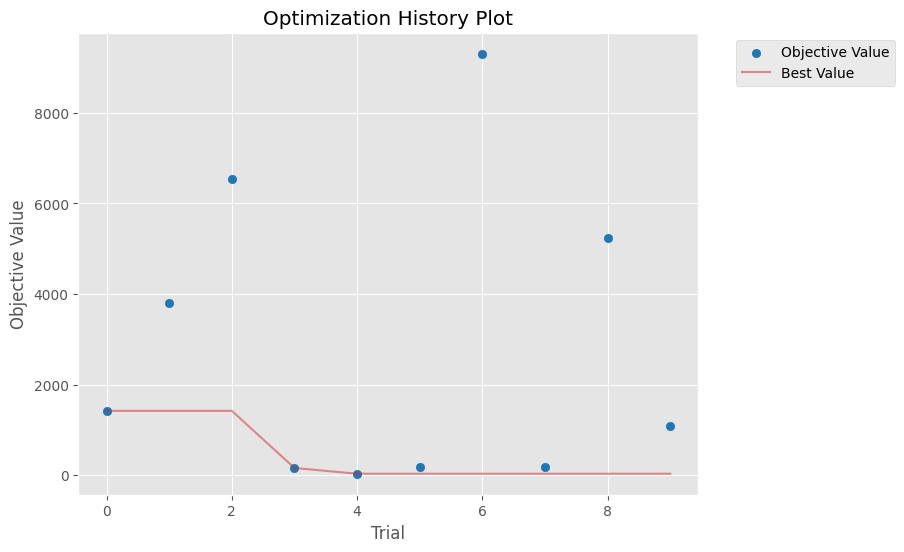 Optimization History Plot
Objective Value
Best Value
Objective Value
8000
6000
4000
2000
0
0 2 4 6 8
Trial